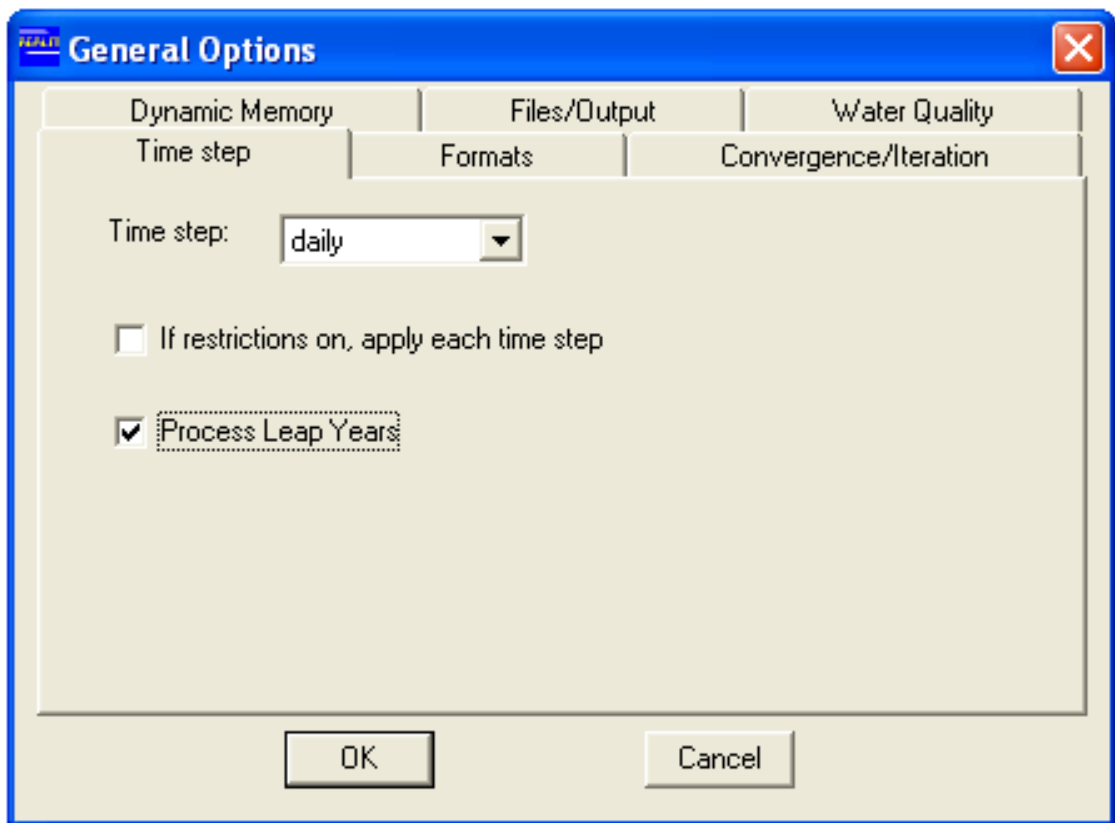 General Options
Dynamic Memory Files/Output Water Quality
Time step Formats Convergence/Iteration
Time step: daily
If restrictions on, apply each time step
Process Leap Years
OK Cancel